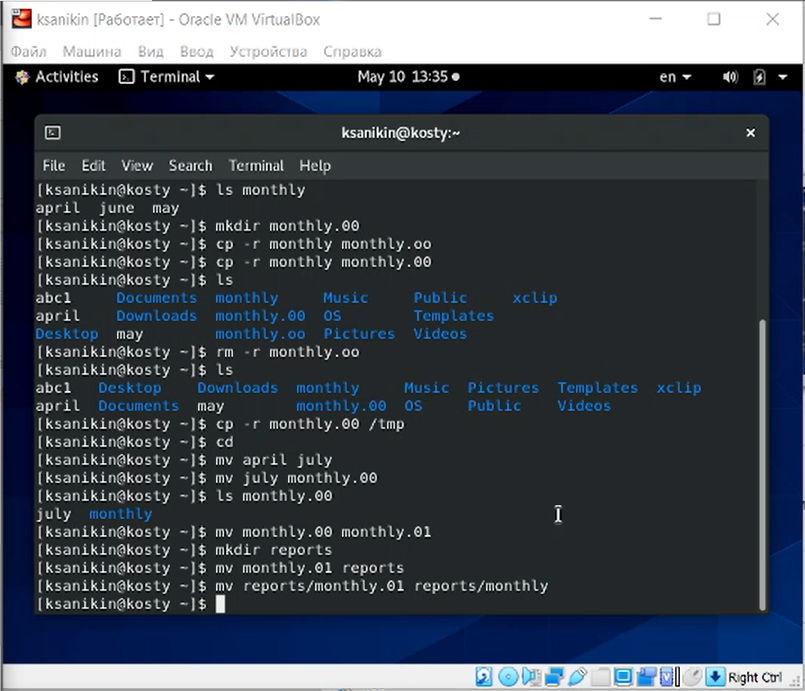 ksanikin [Работает] - Oracle VM VirtualBox
Файл Машина Вид Ввод Устройства Справка
Activities Terminal May 10 13:35 en
ksanikin@kosty:~
File Edit View Search Terminal Help
[ksanikin@kosty ~]$ ls monthly
april june may
[ksanikin@kosty ~]$ mkdir monthly.00
[ksanikin@kosty ~]$ cp -r monthly monthly.oo
[ksanikin@kosty ~]$ cp -r monthly monthly.00
[ksanikin@kosty ~]$ ls
abc1 Documents monthly Music Public xclip
april Downloads monthly.00 OS Templates
Desktop may monthly.oo Pictures Videos
[ksanikin@kosty ~]$ rm -r monthly.oo
[ksanikin@kosty ~]$ ls
abc1 Desktop Downloads monthly Music Pictures Templates xclip
april Documents may monthly.00 OS Public Videos
[ksanikin@kosty ~]$ cp -r monthly.00 /tmp
[ksanikin@kosty ~]$ cd
[ksanikin@kosty ~]$ mv april july
[ksanikin@kosty ~]$ mv july monthly.00
[ksanikin@kosty ~]$ ls monthly.00
july monthly
[ksanikin@kosty ~]$ mv monthly.00 monthly.01
[ksanikin@kosty ~]$ mkdir reports
[ksanikin@kosty ~]$ mv monthly.01 reports
[ksanikin@kosty ~]$ mv reports/monthly.01 reports/monthly
[ksanikin@kosty ~]$
Right Ctrl